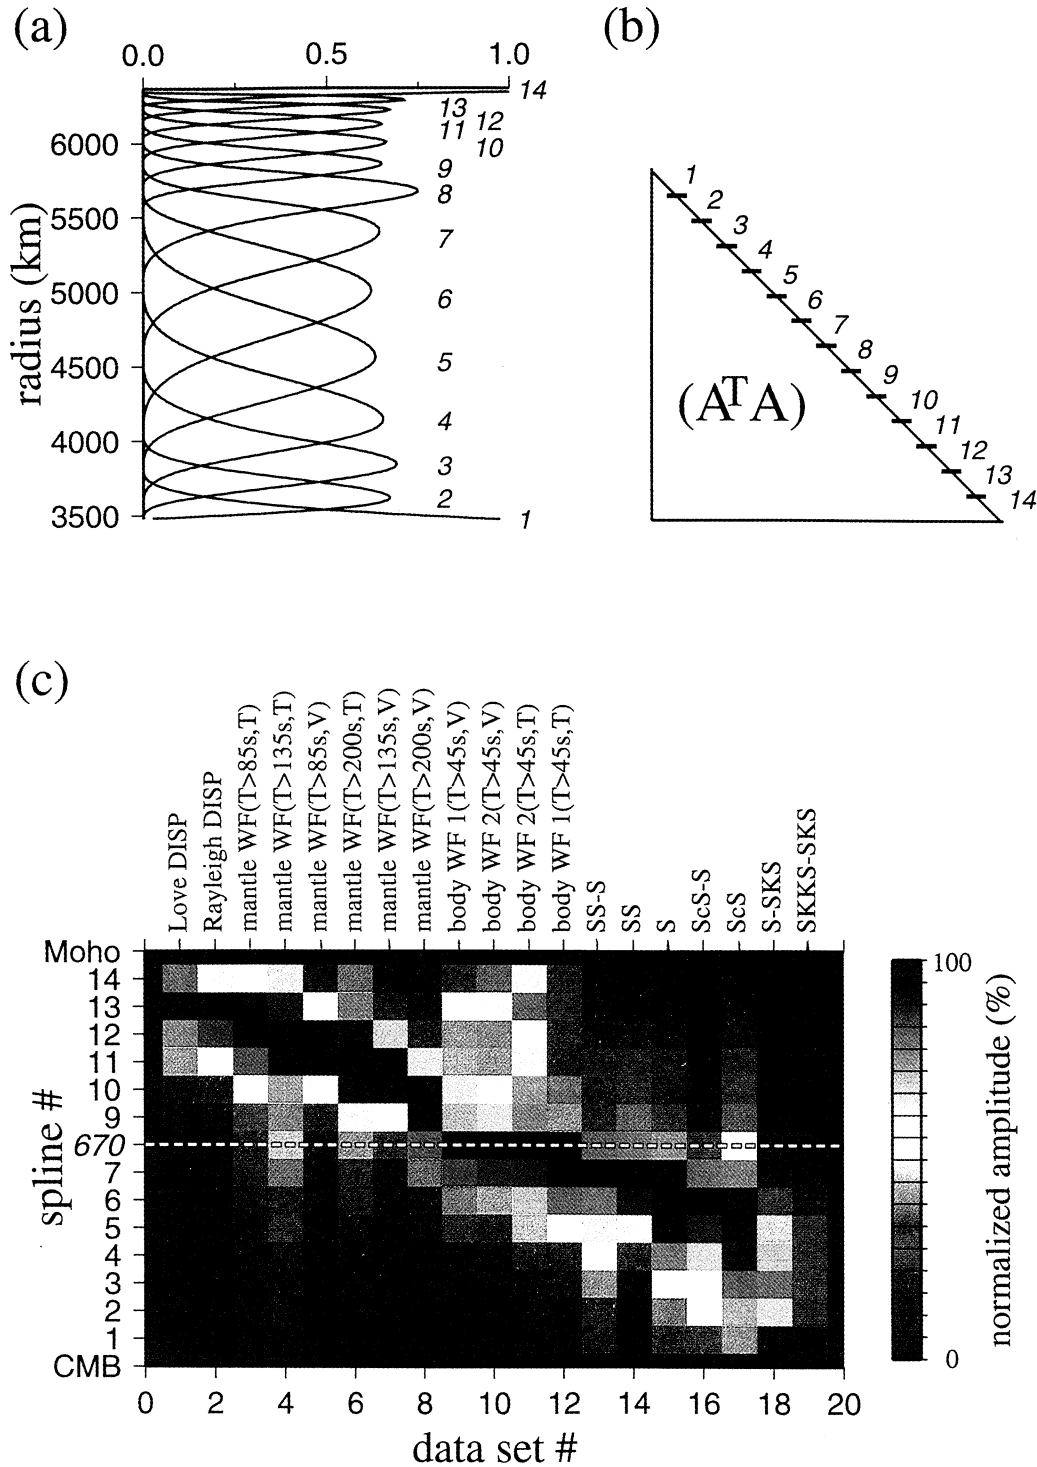 (a)
0.0 0.5 1.0
14
13 12
11
10
9
8
7
6
5
4
3
2
1
6000
5500
5000
4500
4000
3500
radius (km)
(b)
1
2
3
4
5
6
7
8
9
10
11
12
13
14
(AᵀA)
(c)
Love DISP
Rayleigh DISP
mantle WF(T>85s,T)
mantle WF(T>135s,T)
mantle WF(T>85s,V)
mantle WF(T>200s,T)
mantle WF(T>135s,V)
mantle WF(T>200s,V)
body WF 1(T>45s,V)
body WF 2(T>45s,V)
body WF 2(T>45s,T)
body WF 1(T>45s,T)
SS-S
SS
S
ScS-S
ScS
S-SKS
SKKS-SKS
Moho
14
13
12
11
10
9
670
7
6
5
4
3
2
1
CMB
spline #
0 2 4 6 8 10 12 14 16 18 20
data set #
100
0
normalized amplitude (%)